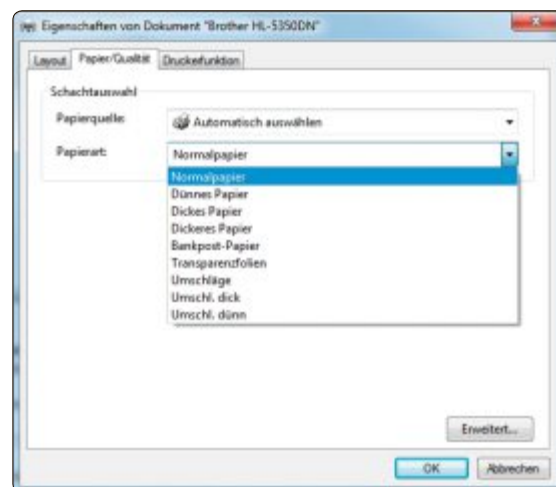 Eigenschaften von Dokument "Brother HL-5350DN"
Layout Papier/Qualität Druckerfunktion
Schachtauswahl
Papierquelle: Automatisch auswählen
Papierart: Normalpapier
Normalpapier
Dünnes Papier
Dickes Papier
Dickeres Papier
Bankpost-Papier
Transparenzfolien
Umschläge
Umschl. dick
Umschl. dünn
Erweitert...
OK Abbrechen